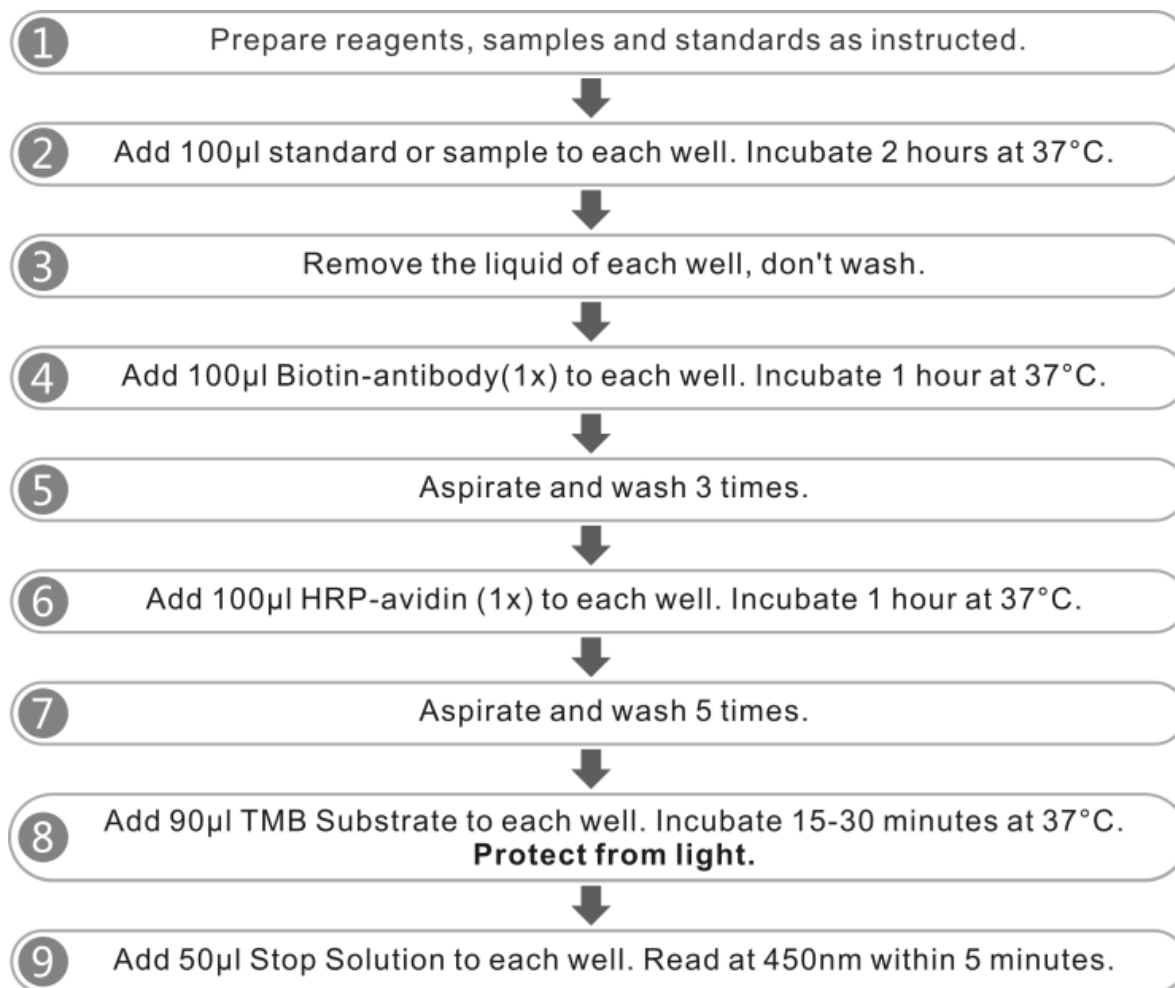 1 Prepare reagents, samples and standards as instructed.
2 Add 100µl standard or sample to each well. Incubate 2 hours at 37°C.
3 Remove the liquid of each well, don't wash.
4 Add 100µl Biotin-antibody(1x) to each well. Incubate 1 hour at 37°C.
5 Aspirate and wash 3 times.
6 Add 100µl HRP-avidin (1x) to each well. Incubate 1 hour at 37°C.
7 Aspirate and wash 5 times.
8 Add 90µl TMB Substrate to each well. Incubate 15-30 minutes at 37°C.
Protect from light.
9 Add 50µl Stop Solution to each well. Read at 450nm within 5 minutes.